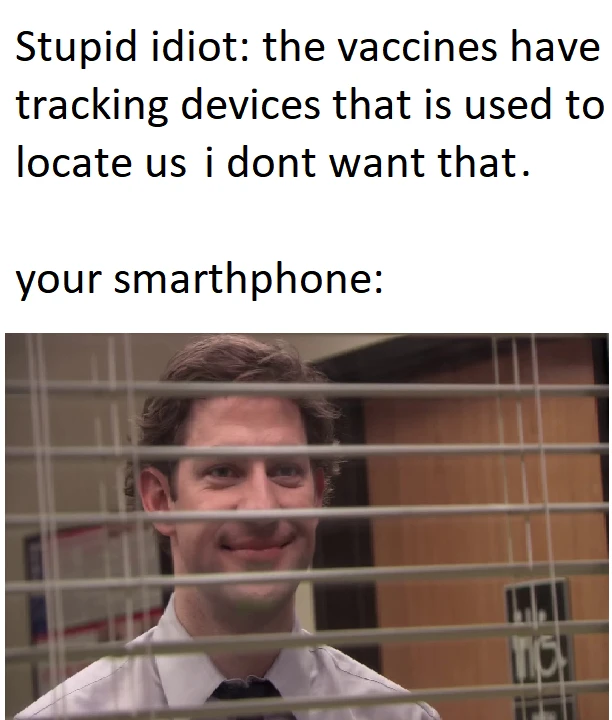 Stupid idiot: the vaccines have
tracking devices that is used to
locate us i dont want that.
your smarthphone: